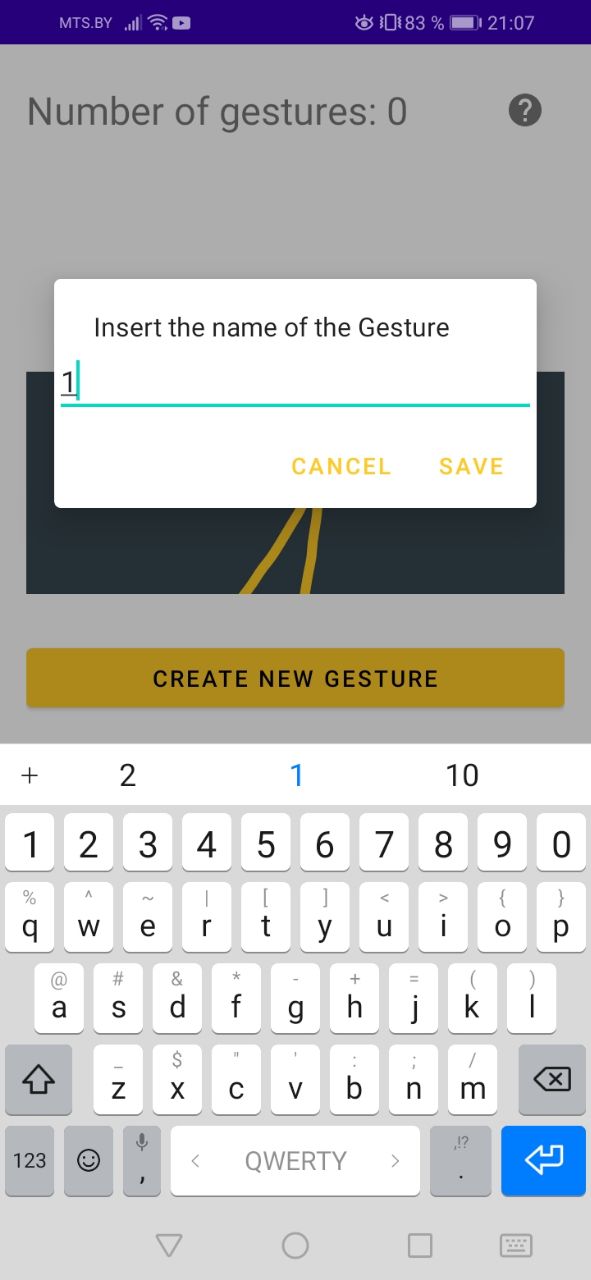 MTS.BY 83 % 21:07
Number of gestures: 0 ?
Insert the name of the Gesture
1
CANCEL SAVE
CREATE NEW GESTURE
+ 2 1 10
1 2 3 4 5 6 7 8 9 0
% ^ ~ | [ ] < > { }
q w e r t y u i o p
@ # & * - + = ( )
a s d f g h j k l
_ $ " ' : ; /
z x c v b n m
,!?
123 , < QWERTY > .